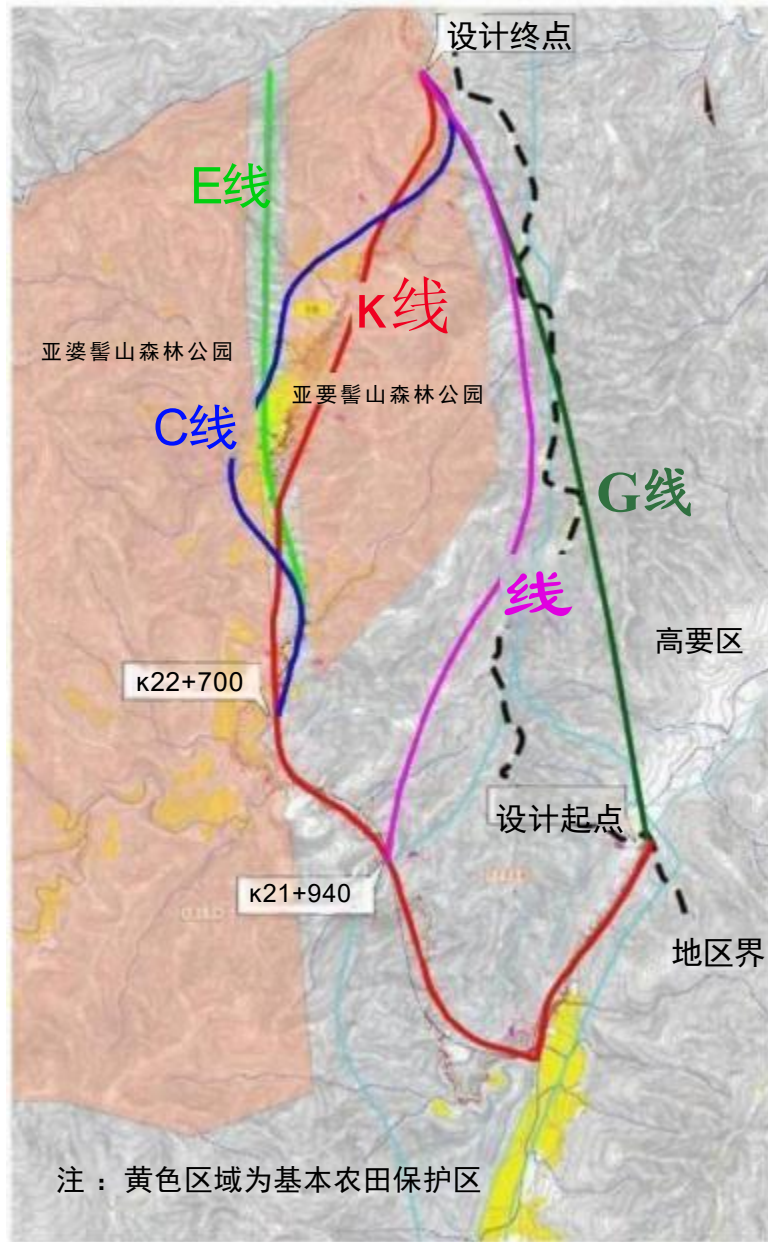 设计终点
E线
K线
亚婆髻山森林公园
亚要髻山森林公园
C线
G线
线
高要区
K22+700
设计起点
K21+940
地区界
注：黄色区域为基本农田保护区